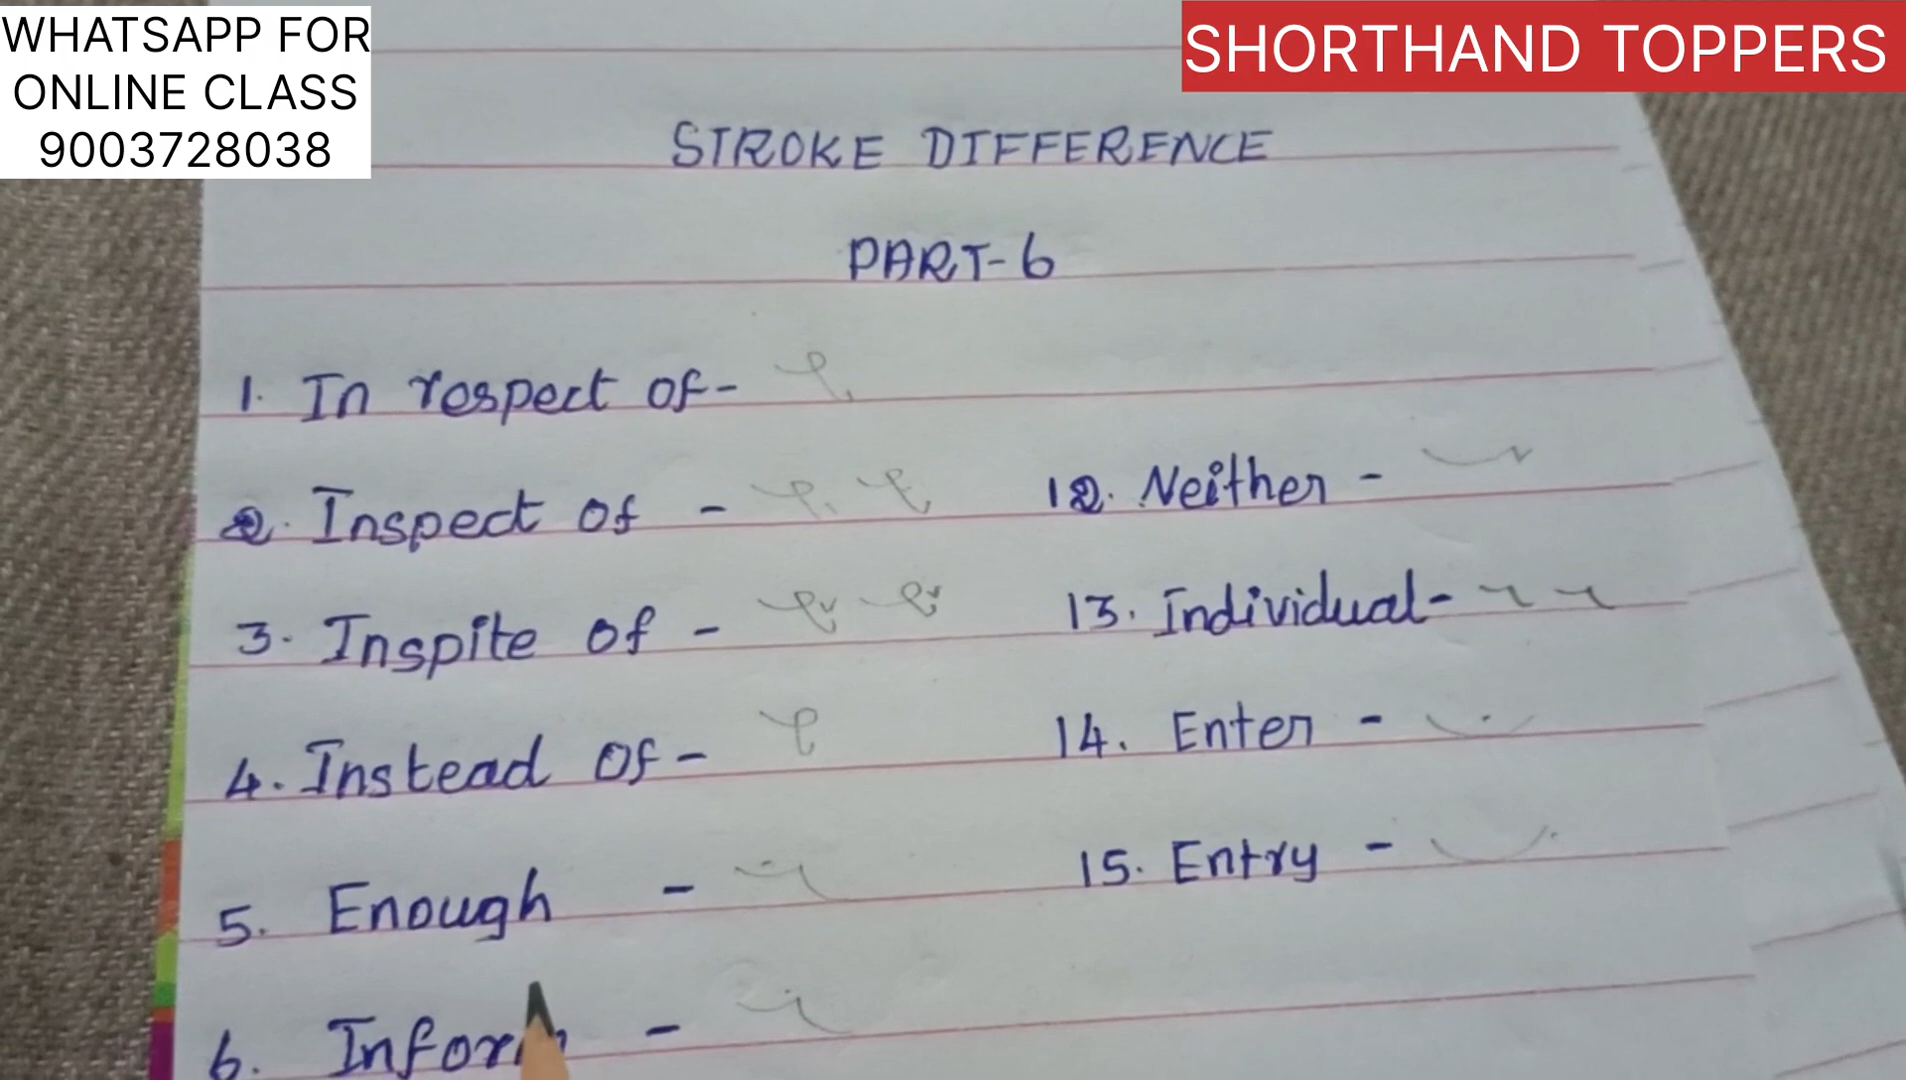 WHATSAPP FOR
ONLINE CLASS
9003728038
SHORTHAND TOPPERS
STROKE DIFFERENCE
PART-6
1. In respect of -
2. Inspect of -
3. Inspite of -
4. Instead of -
5. Enough -
6. Inform -
12. Neither -
13. Individual -
14. Enter -
15. Entry -